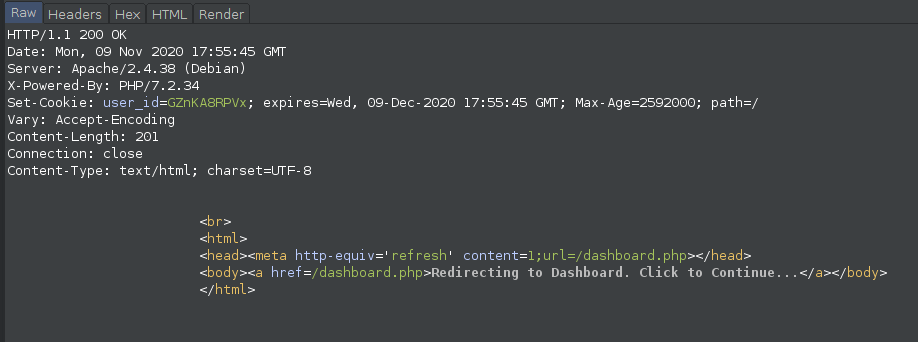 Raw Headers Hex HTML Render
HTTP/1.1 200 OK
Date: Mon, 09 Nov 2020 17:55:45 GMT
Server: Apache/2.4.38 (Debian)
X-Powered-By: PHP/7.2.34
Set-Cookie: user_id=GZnKA8RPVx; expires=Wed, 09-Dec-2020 17:55:45 GMT; Max-Age=2592000; path=/
Vary: Accept-Encoding
Content-Length: 201
Connection: close
Content-Type: text/html; charset=UTF-8
<br>
<html>
<head><meta http-equiv='refresh' content=1;url=/dashboard.php></head>
<body><a href=/dashboard.php>Redirecting to Dashboard. Click to Continue...</a></body>
</html>